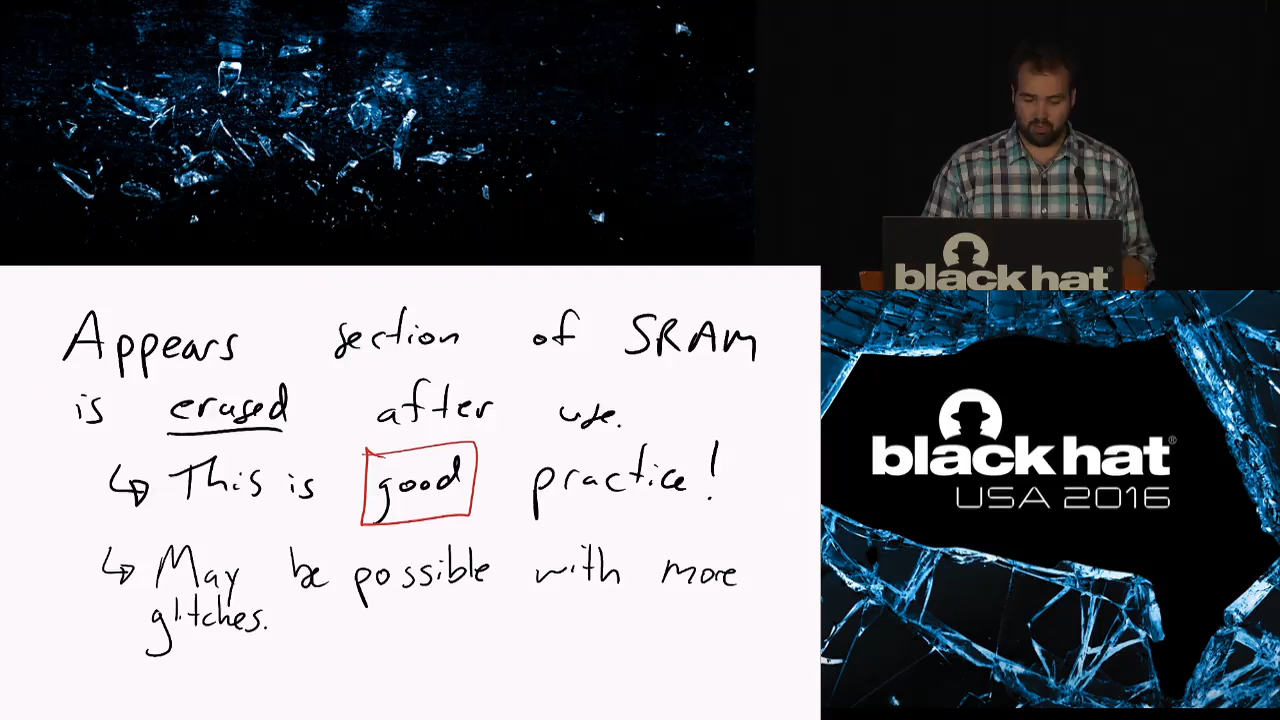 black hat
Appears section of SRAM
is erased after use.
↳ This is good practice!
↳ May be possible with more
glitches.
black hat®
USA 2016